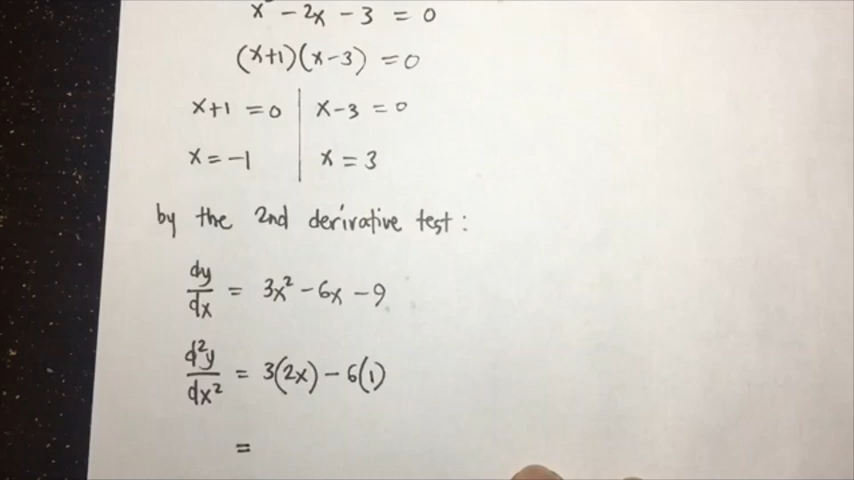 x² - 2x - 3 = 0
(x+1)(x-3) = 0
x+1 = 0 | x-3 = 0
x = -1 | x = 3
by the 2nd derivative test:
dy/dx = 3x² - 6x - 9
d²y/dx² = 3(2x) - 6(1)
=